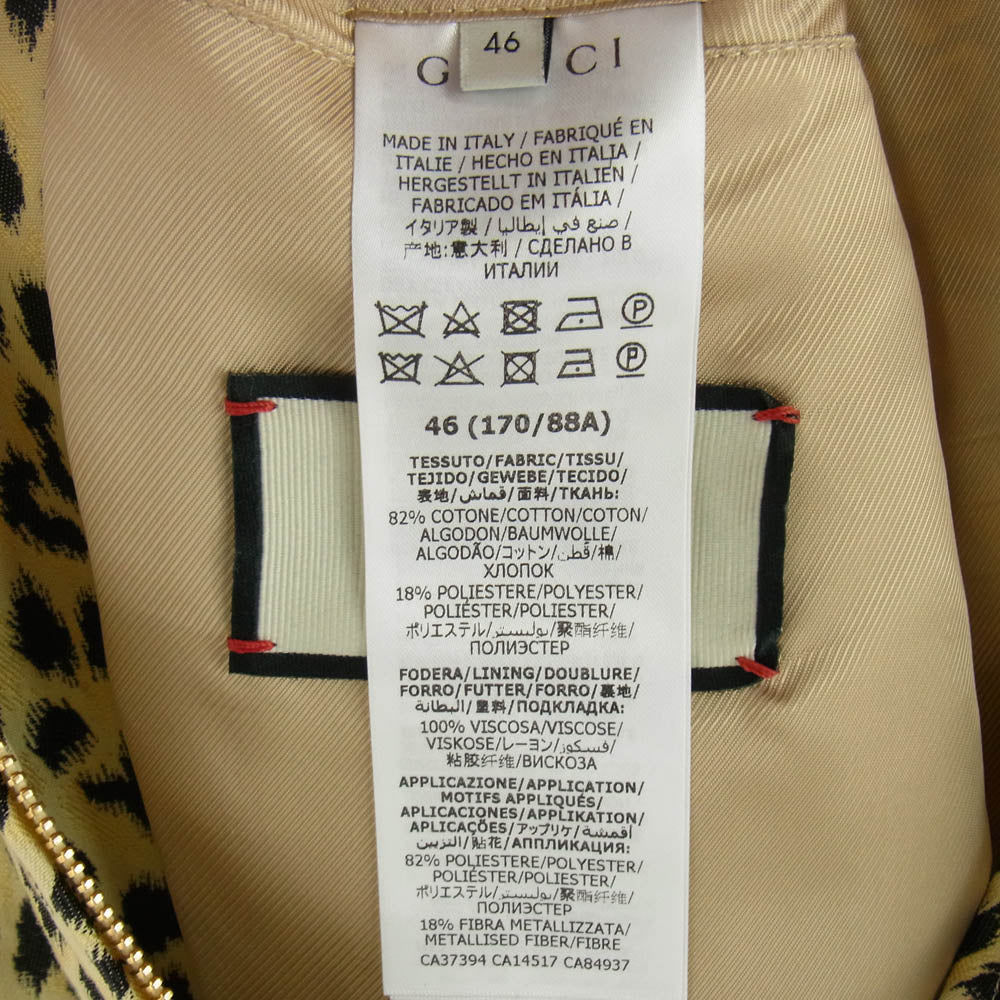 46
G CI
MADE IN ITALY / FABRIQUÉ EN
ITALIE / HECHO EN ITALIA /
HERGESTELLT IN ITALIEN /
FABRICADO EM ITÁLIA /
イタリア製 / صنع في إيطاليا /
产地:意大利 / СДЕЛАНО В
ИТАЛИИ
P
P
46 (170/88A)
TESSUTO/FABRIC/TISSU/
TEJIDO/GEWEBE/TECIDO/
表地/قماش/面料/ТКАНЬ:
82% COTONE/COTTON/COTON/
ALGODON/BAUMWOLLE/
ALGODÃO/コットン/قطن/棉/
ХЛОПОК
18% POLIESTERE/POLYESTER/
POLIÉSTER/POLIESTER/
ポリエステル/بوليستر/聚酯纤维/
ПОЛИЭСТЕР
FODERA/LINING/DOUBLURE/
FORRO/FUTTER/FORRO/裏地/
البطانة/里料/ПОДКЛАДКА:
100% VISCOSA/VISCOSE/
VISKOSE/レーヨン/فسكوز/
粘胶纤维/ВИСКОЗА
APPLICAZIONE/APPLICATION/
MOTIFS APPLIQUÉS/
APLICACIONES/APPLIKATION/
APLICAÇÕES/アップリケ/أقمشة
التزيين/贴花/АППЛИКАЦИЯ:
82% POLIESTERE/POLYESTER/
POLIÉSTER/POLIESTER/
ポリエステル/بوليستر/聚酯纤维/
ПОЛИЭСТЕР
18% FIBRA METALLIZZATA/
METALLISED FIBER/FIBRE
CA37394 CA14517 CA84937